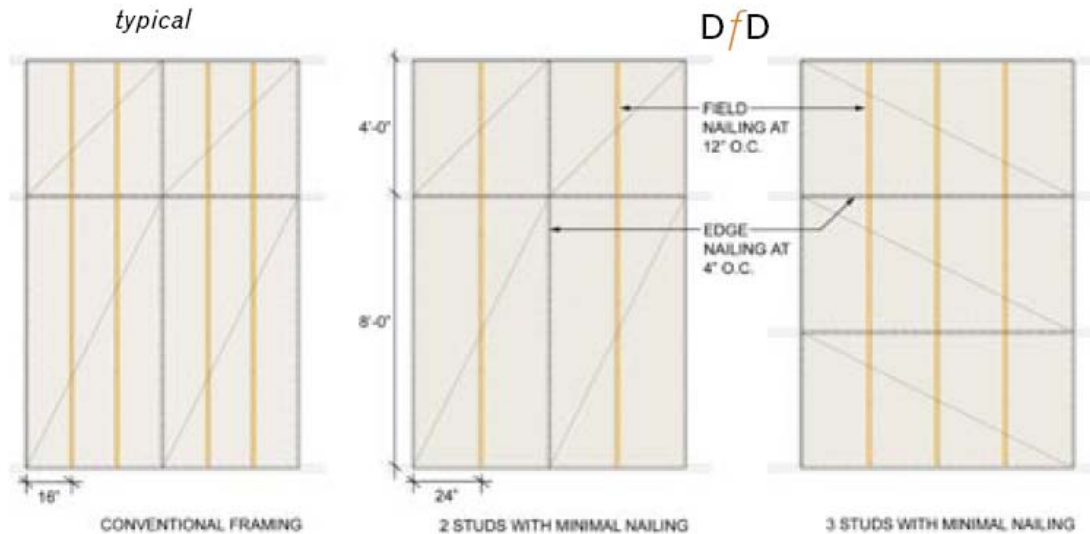 typical
DfD
4'-0"
8'-0"
FIELD
NAILING AT
12" O.C.
EDGE
NAILING AT
4" O.C.
16"
24"
CONVENTIONAL FRAMING
2 STUDS WITH MINIMAL NAILING
3 STUDS WITH MINIMAL NAILING